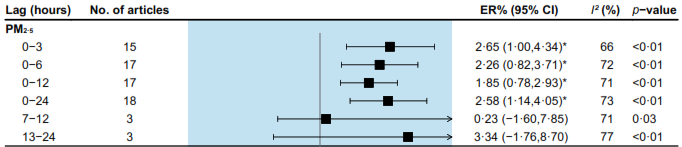 Lag (hours) No. of articles ER% (95% CI) I² (%) p−value
PM2·5
0−3 15 2·65 (1·00,4·34)* 66 <0·01
0−6 17 2·26 (0·82,3·71)* 72 <0·01
0−12 17 1·85 (0·78,2·93)* 71 <0·01
0−24 18 2·58 (1·14,4·05)* 73 <0·01
7−12 3 0·23 (−1·60,7·85) 71 0·03
13−24 3 3·34 (−1·76,8·70) 77 <0·01